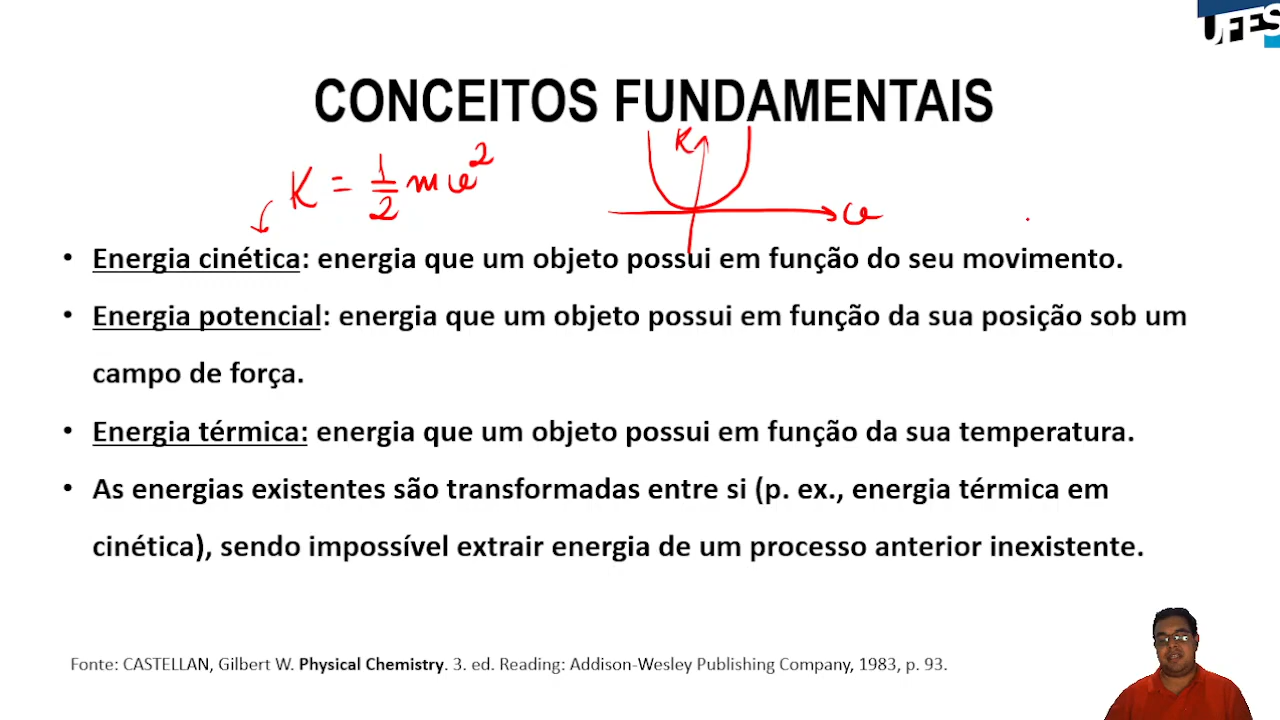 UFES
CONCEITOS FUNDAMENTAIS
K = 1/2 mv²
K
v
• Energia cinética: energia que um objeto possui em função do seu movimento.
• Energia potencial: energia que um objeto possui em função da sua posição sob um
campo de força.
• Energia térmica: energia que um objeto possui em função da sua temperatura.
• As energias existentes são transformadas entre si (p. ex., energia térmica em
cinética), sendo impossível extrair energia de um processo anterior inexistente.
Fonte: CASTELLAN, Gilbert W. Physical Chemistry. 3. ed. Reading: Addison-Wesley Publishing Company, 1983, p. 93.